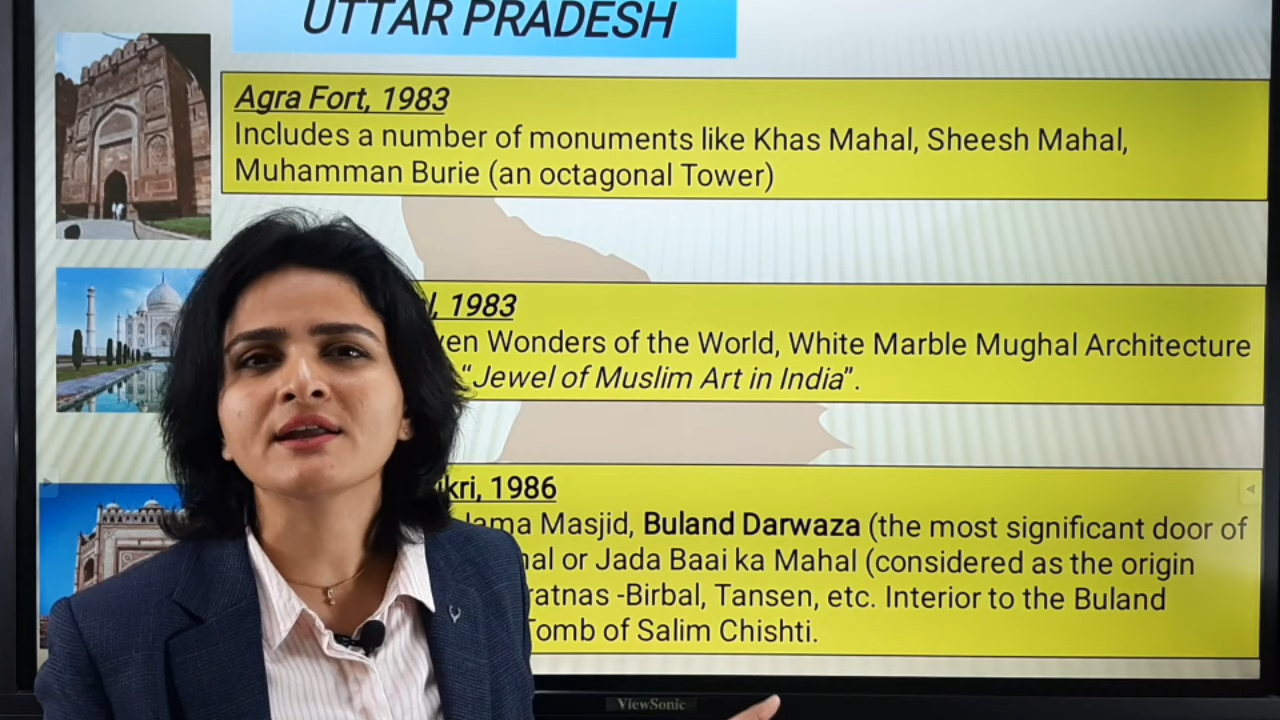 UTTAR PRADESH
Agra Fort, 1983
Includes a number of monuments like Khas Mahal, Sheesh Mahal,
Muhamman Burie (an octagonal Tower)
, 1983
Wonders of the World, White Marble Mughal Architecture
"Jewel of Muslim Art in India".
kri, 1986
Masjid, Buland Darwaza (the most significant door of
or Jada Baai ka Mahal (considered as the origin
ratnas -Birbal, Tansen, etc. Interior to the Buland
Tomb of Salim Chishti.
ViewSonic